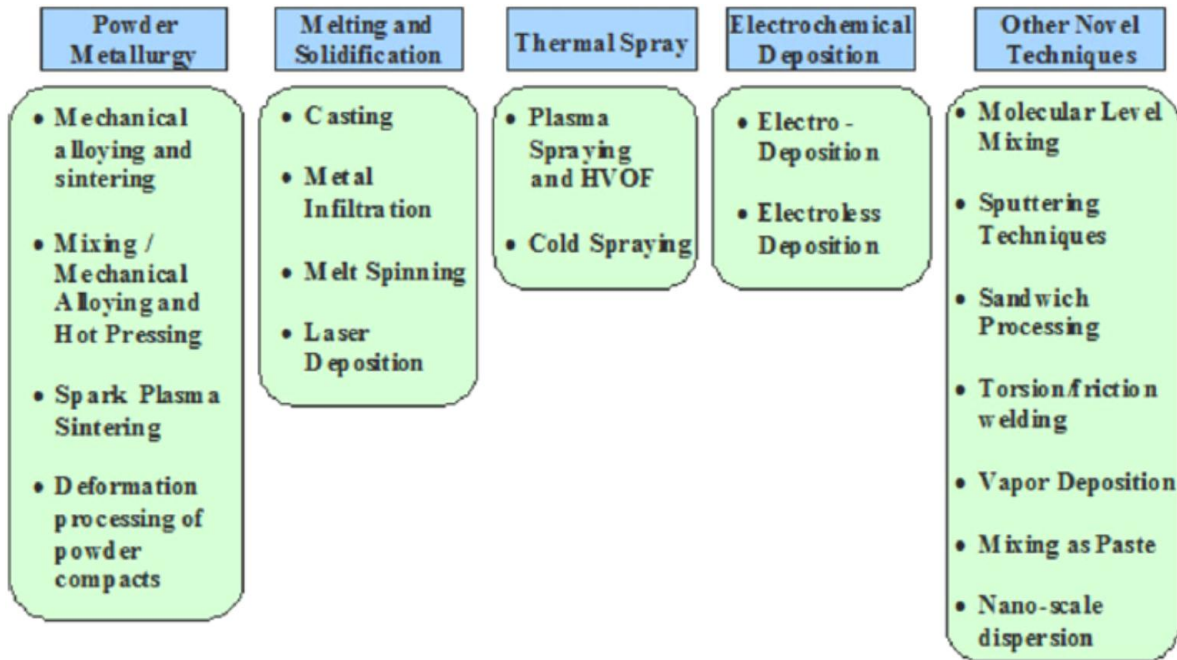 Powder
Metallurgy
Melting and
Solidification
Thermal Spray
Electrochemical
Deposition
Other Novel
Techniques
• Mechanical
alloying and
sintering
• Mixing /
Mechanical
Alloying and
Hot Pressing
• Spark Plasma
Sintering
• Deformation
processing of
powder
compacts
• Casting
• Metal
Infiltration
• Melt Spinning
• Laser
Deposition
• Plasma
Spraying
and HVOF
• Cold Spraying
• Electro -
Deposition
• Electroless
Deposition
• Molecular Level
Mixing
• Sputtering
Techniques
• Sandwich
Processing
• Torsion/friction
welding
• Vapor Deposition
• Mixing as Paste
• Nano-scale
dispersion